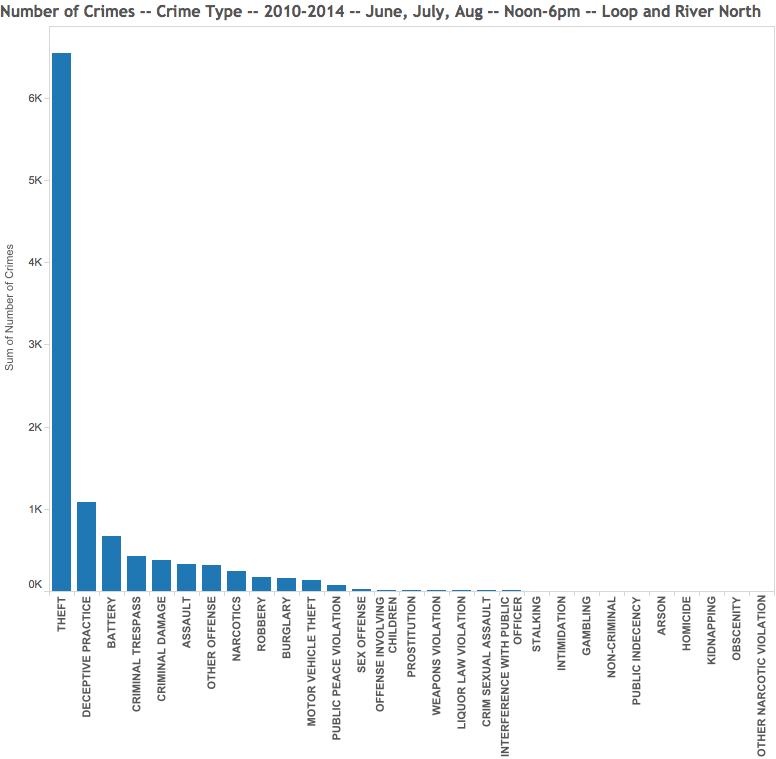 Number of Crimes -- Crime Type -- 2010-2014 -- June, July, Aug -- Noon-6pm -- Loop and River North
Sum of Number of Crimes
6K
5K
4K
3K
2K
1K
0K
THEFT
DECEPTIVE PRACTICE
BATTERY
CRIMINAL TRESPASS
CRIMINAL DAMAGE
ASSAULT
OTHER OFFENSE
NARCOTICS
ROBBERY
BURGLARY
MOTOR VEHICLE THEFT
PUBLIC PEACE VIOLATION
SEX OFFENSE
OFFENSE INVOLVING
CHILDREN
PROSTITUTION
WEAPONS VIOLATION
LIQUOR LAW VIOLATION
CRIM SEXUAL ASSAULT
INTERFERENCE WITH PUBLIC
OFFICER
STALKING
INTIMIDATION
GAMBLING
NON-CRIMINAL
PUBLIC INDECENCY
ARSON
HOMICIDE
KIDNAPPING
OBSCENITY
OTHER NARCOTIC VIOLATION